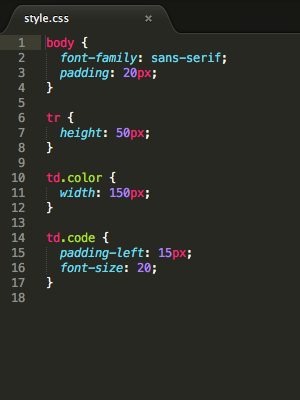 style.css ×
1 body {
2   font-family: sans-serif;
3   padding: 20px;
4 }
5
6 tr {
7   height: 50px;
8 }
9
10 td.color {
11   width: 150px;
12 }
13
14 td.code {
15   padding-left: 15px;
16   font-size: 20;
17 }
18